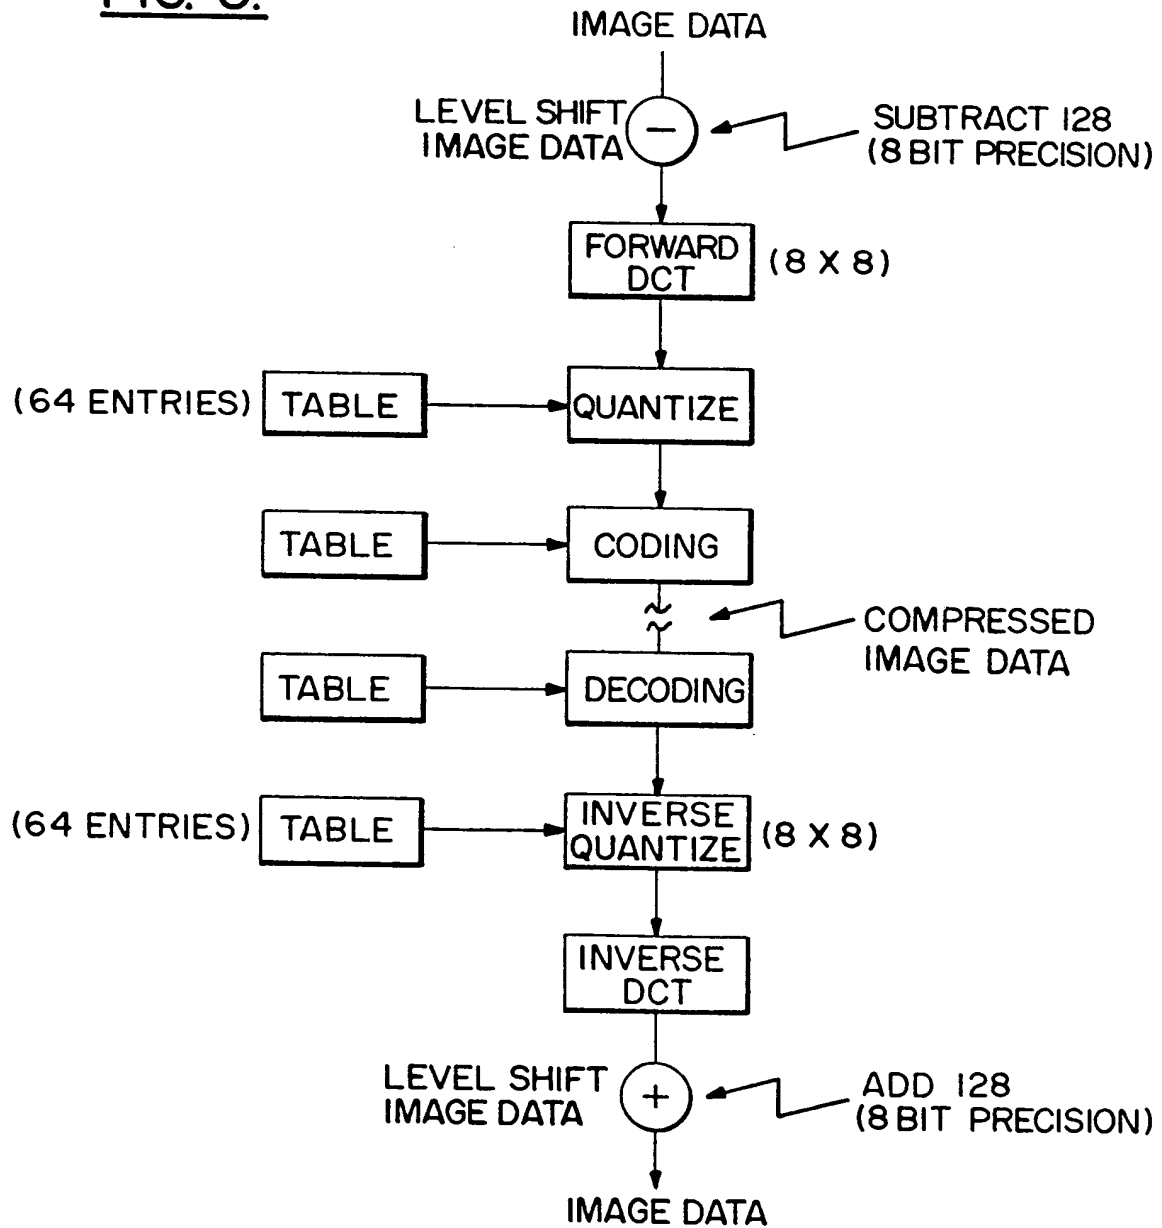 IMAGE DATA
LEVEL SHIFT
IMAGE DATA
−
SUBTRACT 128
(8 BIT PRECISION)
FORWARD
DCT
(8 X 8)
(64 ENTRIES)
TABLE
QUANTIZE
TABLE
CODING
COMPRESSED
IMAGE DATA
TABLE
DECODING
(64 ENTRIES)
TABLE
INVERSE
QUANTIZE
(8 X 8)
INVERSE
DCT
LEVEL SHIFT
IMAGE DATA
+
ADD 128
(8 BIT PRECISION)
IMAGE DATA